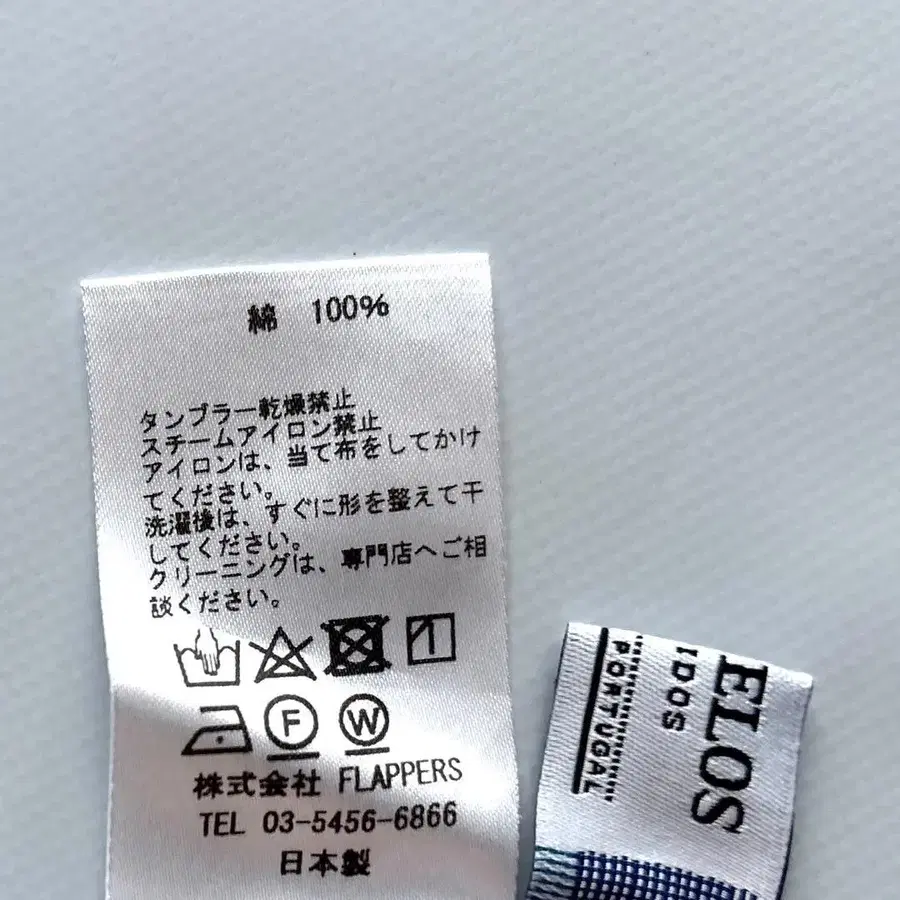 綿 100%
タンブラー乾燥禁止
スチームアイロン禁止
アイロンは、当て布をしてかけ
てください。
洗濯後は、すぐに形を整えて干
してください。
クリーニングは、専門店へご相
談ください。
F W
株式会社 FLAPPERS
TEL 03-5456-6866
日本製
ELOS
IDOS
PORTUGAL